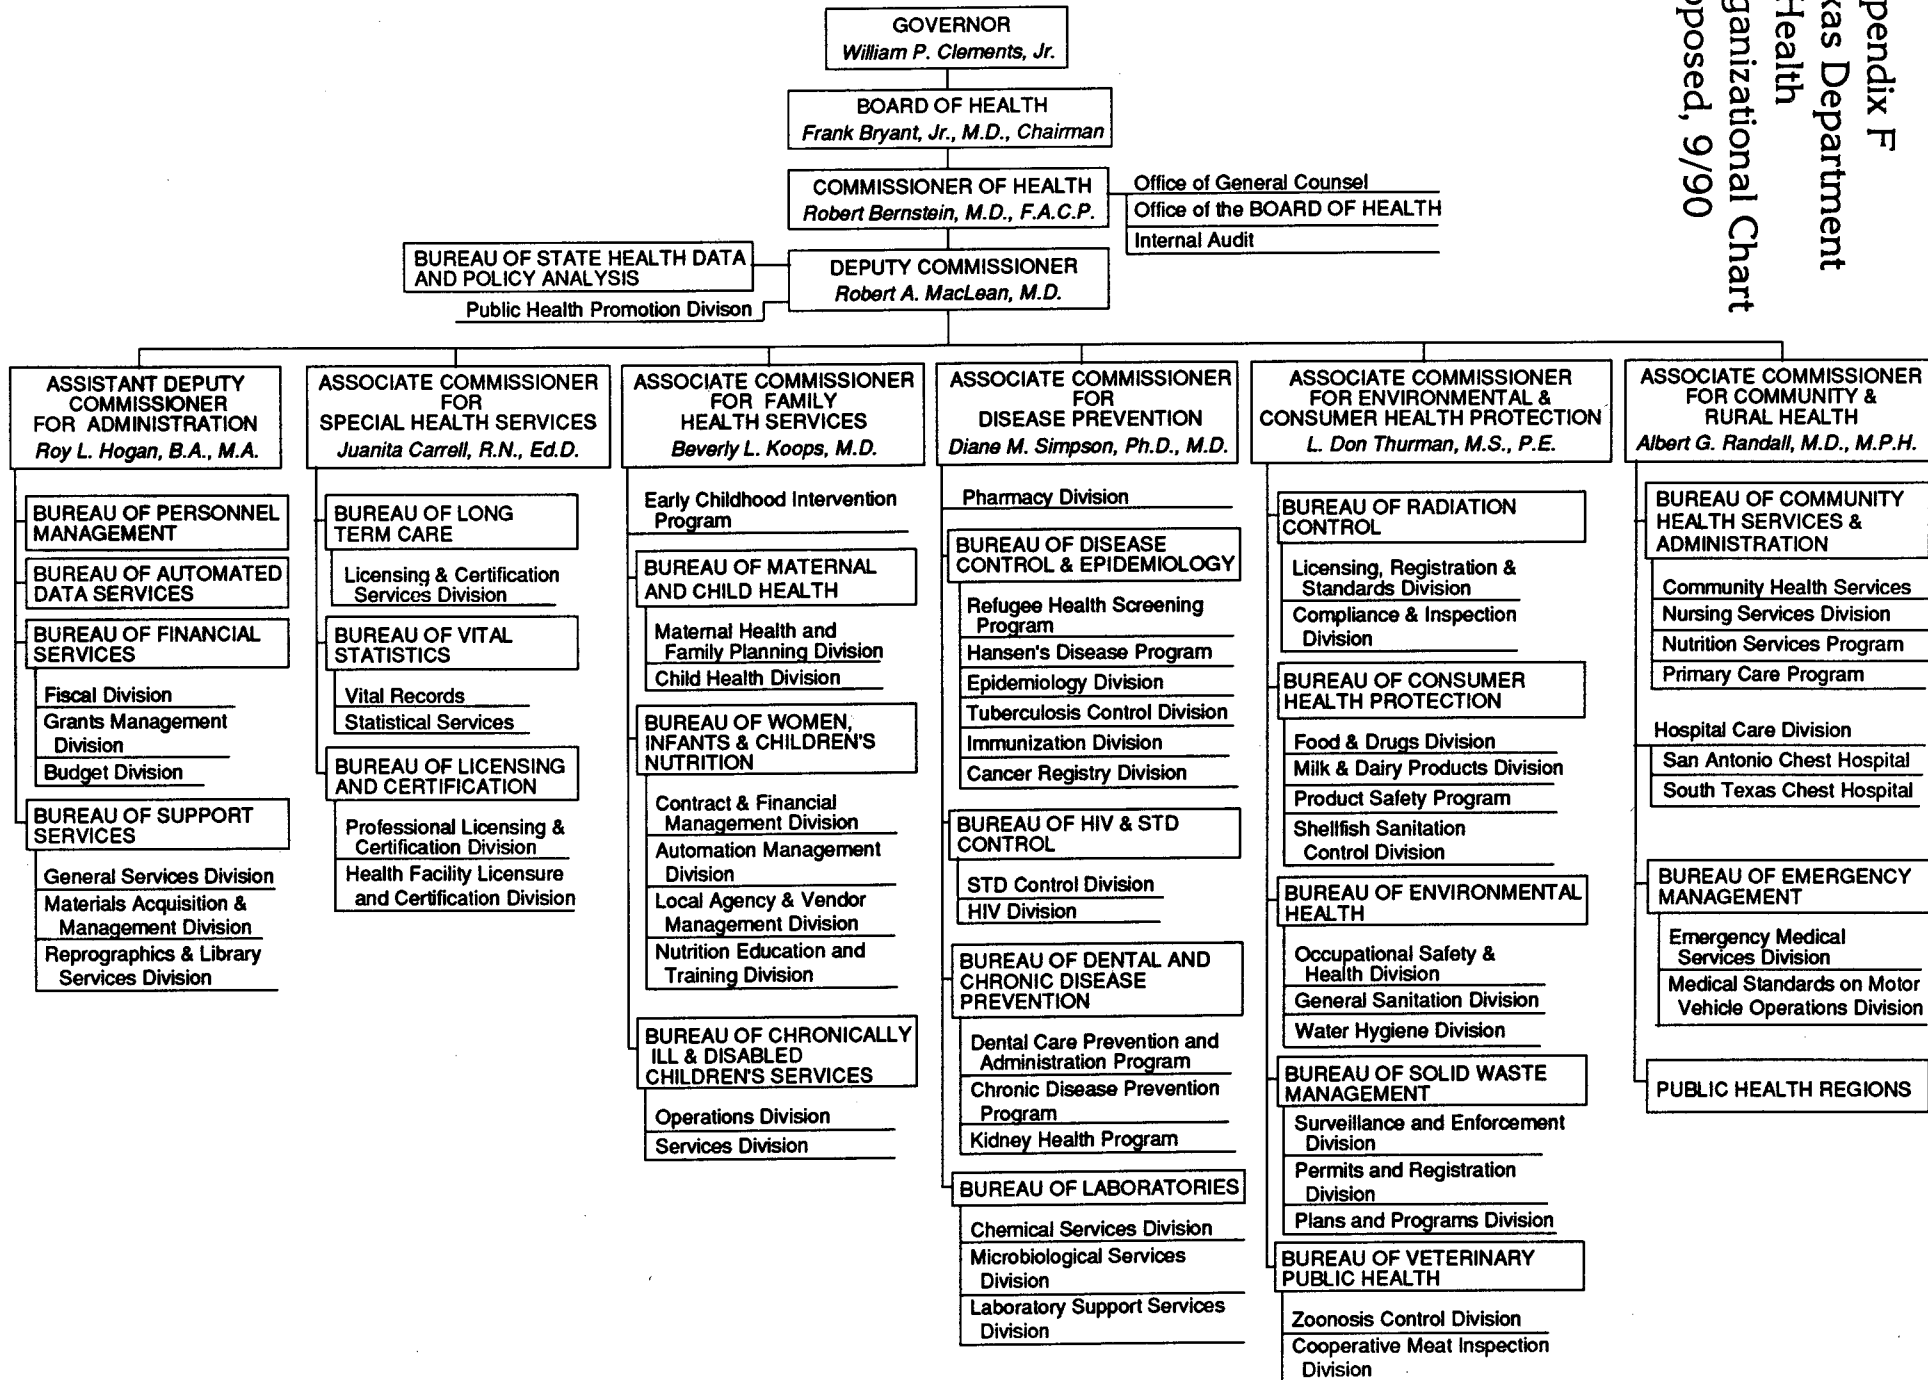 GOVERNOR
William P. Clements, Jr.
BOARD OF HEALTH
Frank Bryant, Jr., M.D., Chairman
COMMISSIONER OF HEALTH
Robert Bernstein, M.D., F.A.C.P.
Office of General Counsel
Office of the BOARD OF HEALTH
Internal Audit
DEPUTY COMMISSIONER
Robert A. MacLean, M.D.
BUREAU OF STATE HEALTH DATA
AND POLICY ANALYSIS
Public Health Promotion Divison
ppendix F
xas Department
Health
ganizational Chart
pposed, 9/90
ASSISTANT DEPUTY
COMMISSIONER
FOR ADMINISTRATION
Roy L. Hogan, B.A., M.A.
BUREAU OF PERSONNEL
MANAGEMENT
BUREAU OF AUTOMATED
DATA SERVICES
BUREAU OF FINANCIAL
SERVICES
Fiscal Division
Grants Management
Division
Budget Division
BUREAU OF SUPPORT
SERVICES
General Services Division
Materials Acquisition &
Management Division
Reprographics & Library
Services Division
ASSOCIATE COMMISSIONER
FOR
SPECIAL HEALTH SERVICES
Juanita Carrell, R.N., Ed.D.
BUREAU OF LONG
TERM CARE
Licensing & Certification
Services Division
BUREAU OF VITAL
STATISTICS
Vital Records
Statistical Services
BUREAU OF LICENSING
AND CERTIFICATION
Professional Licensing &
Certification Division
Health Facility Licensure
and Certification Division
ASSOCIATE COMMISSIONER
FOR FAMILY
HEALTH SERVICES
Beverly L. Koops, M.D.
Early Childhood Intervention
Program
BUREAU OF MATERNAL
AND CHILD HEALTH
Maternal Health and
Family Planning Division
Child Health Division
BUREAU OF WOMEN,
INFANTS & CHILDREN'S
NUTRITION
Contract & Financial
Management Division
Automation Management
Division
Local Agency & Vendor
Management Division
Nutrition Education and
Training Division
BUREAU OF CHRONICALLY
ILL & DISABLED
CHILDREN'S SERVICES
Operations Division
Services Division
ASSOCIATE COMMISSIONER
FOR
DISEASE PREVENTION
Diane M. Simpson, Ph.D., M.D.
Pharmacy Division
BUREAU OF DISEASE
CONTROL & EPIDEMIOLOGY
Refugee Health Screening
Program
Hansen's Disease Program
Epidemiology Division
Tuberculosis Control Division
Immunization Division
Cancer Registry Division
BUREAU OF HIV & STD
CONTROL
STD Control Division
HIV Division
BUREAU OF DENTAL AND
CHRONIC DISEASE
PREVENTION
Dental Care Prevention and
Administration Program
Chronic Disease Prevention
Program
Kidney Health Program
BUREAU OF LABORATORIES
Chemical Services Division
Microbiological Services
Division
Laboratory Support Services
Division
ASSOCIATE COMMISSIONER
FOR ENVIRONMENTAL &
CONSUMER HEALTH PROTECTION
L. Don Thurman, M.S., P.E.
BUREAU OF RADIATION
CONTROL
Licensing, Registration &
Standards Division
Compliance & Inspection
Division
BUREAU OF CONSUMER
HEALTH PROTECTION
Food & Drugs Division
Milk & Dairy Products Division
Product Safety Program
Shellfish Sanitation
Control Division
BUREAU OF ENVIRONMENTAL
HEALTH
Occupational Safety &
Health Division
General Sanitation Division
Water Hygiene Division
BUREAU OF SOLID WASTE
MANAGEMENT
Surveillance and Enforcement
Division
Permits and Registration
Division
Plans and Programs Division
BUREAU OF VETERINARY
PUBLIC HEALTH
Zoonosis Control Division
Cooperative Meat Inspection
Division
ASSOCIATE COMMISSIONER
FOR COMMUNITY &
RURAL HEALTH
Albert G. Randall, M.D., M.P.H.
BUREAU OF COMMUNITY
HEALTH SERVICES &
ADMINISTRATION
Community Health Services
Nursing Services Division
Nutrition Services Program
Primary Care Program
Hospital Care Division
San Antonio Chest Hospital
South Texas Chest Hospital
BUREAU OF EMERGENCY
MANAGEMENT
Emergency Medical
Services Division
Medical Standards on Motor
Vehicle Operations Division
PUBLIC HEALTH REGIONS